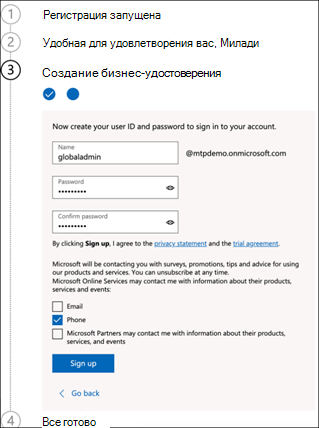 1 Регистрация запущена
2 Удобная для удовлетворения вас, Милади
3 Создание бизнес-удостоверения
Now create your user ID and password to sign in to your account.
Name
globaladmin
@mtpdemo.onmicrosoft.com
Password
•••••••••
Confirm password
•••••••••
By clicking Sign up, I agree to the privacy statement and the trial agreement.
Microsoft will be contacting you with surveys, promotions, tips and advice for using
our products and services. You can unsubscribe at any time.
Microsoft Online Services may contact me with information about their products,
services and events:
Email
Phone
Microsoft Partners may contact me with information about their products,
services, and events
Sign up
Go back
4 Все готово